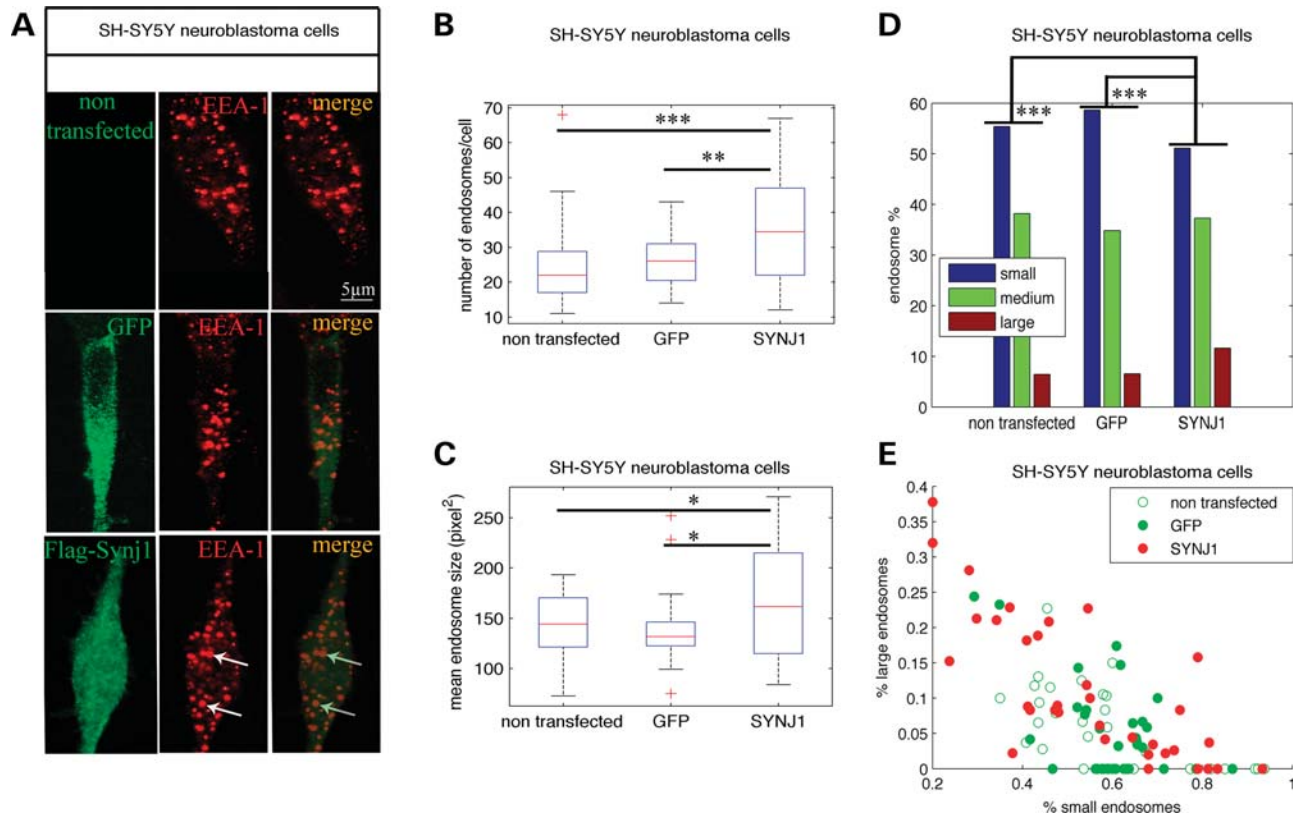 A
SH-SY5Y neuroblastoma cells
non
transfected
EEA-1
merge
5µm
GFP
EEA-1
merge
Flag-Synj1
EEA-1
merge
B
SH-SY5Y neuroblastoma cells
number of endosomes/cell
70
60
50
40
30
20
10
***
**
non transfected
GFP
SYNJ1
C
SH-SY5Y neuroblastoma cells
mean endosome size (pixel²)
250
200
150
100
*
*
non transfected
GFP
SYNJ1
D
SH-SY5Y neuroblastoma cells
endosome %
60
50
40
30
20
10
0
***
***
small
medium
large
non transfected
GFP
SYNJ1
E
SH-SY5Y neuroblastoma cells
% large endosomes
0.4
0.35
0.3
0.25
0.2
0.15
0.1
0.05
0
non transfected
GFP
SYNJ1
0.2
0.4
0.6
0.8
1
% small endosomes